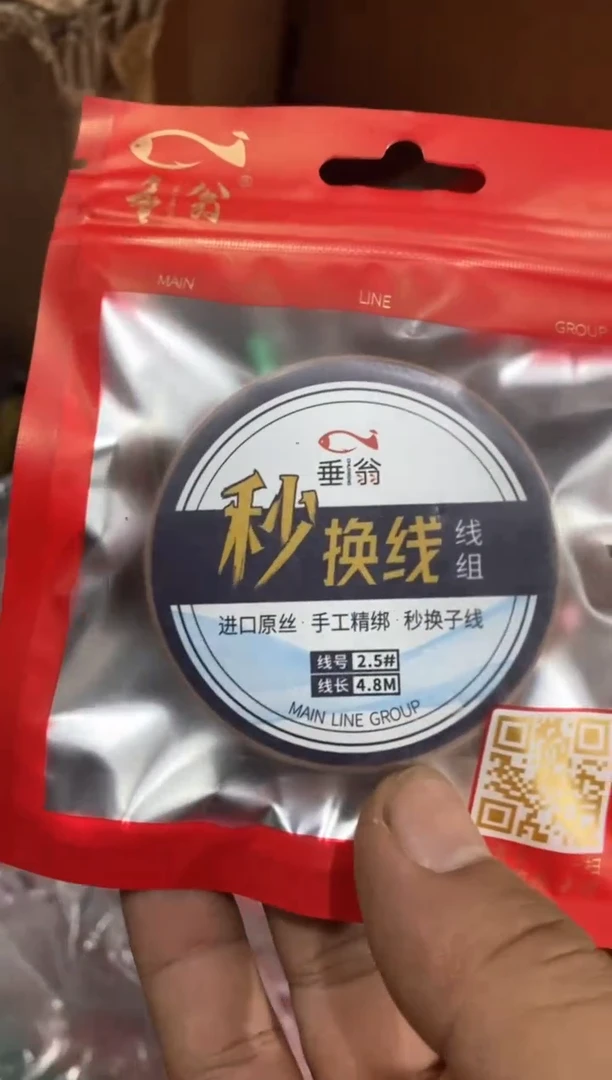 垂翁
MAIN LINE GROUP
垂翁
秒换线 线组
进口原丝·手工精绑·秒换子线
线号 2.5#
线长 4.8M
MAIN LINE GROUP